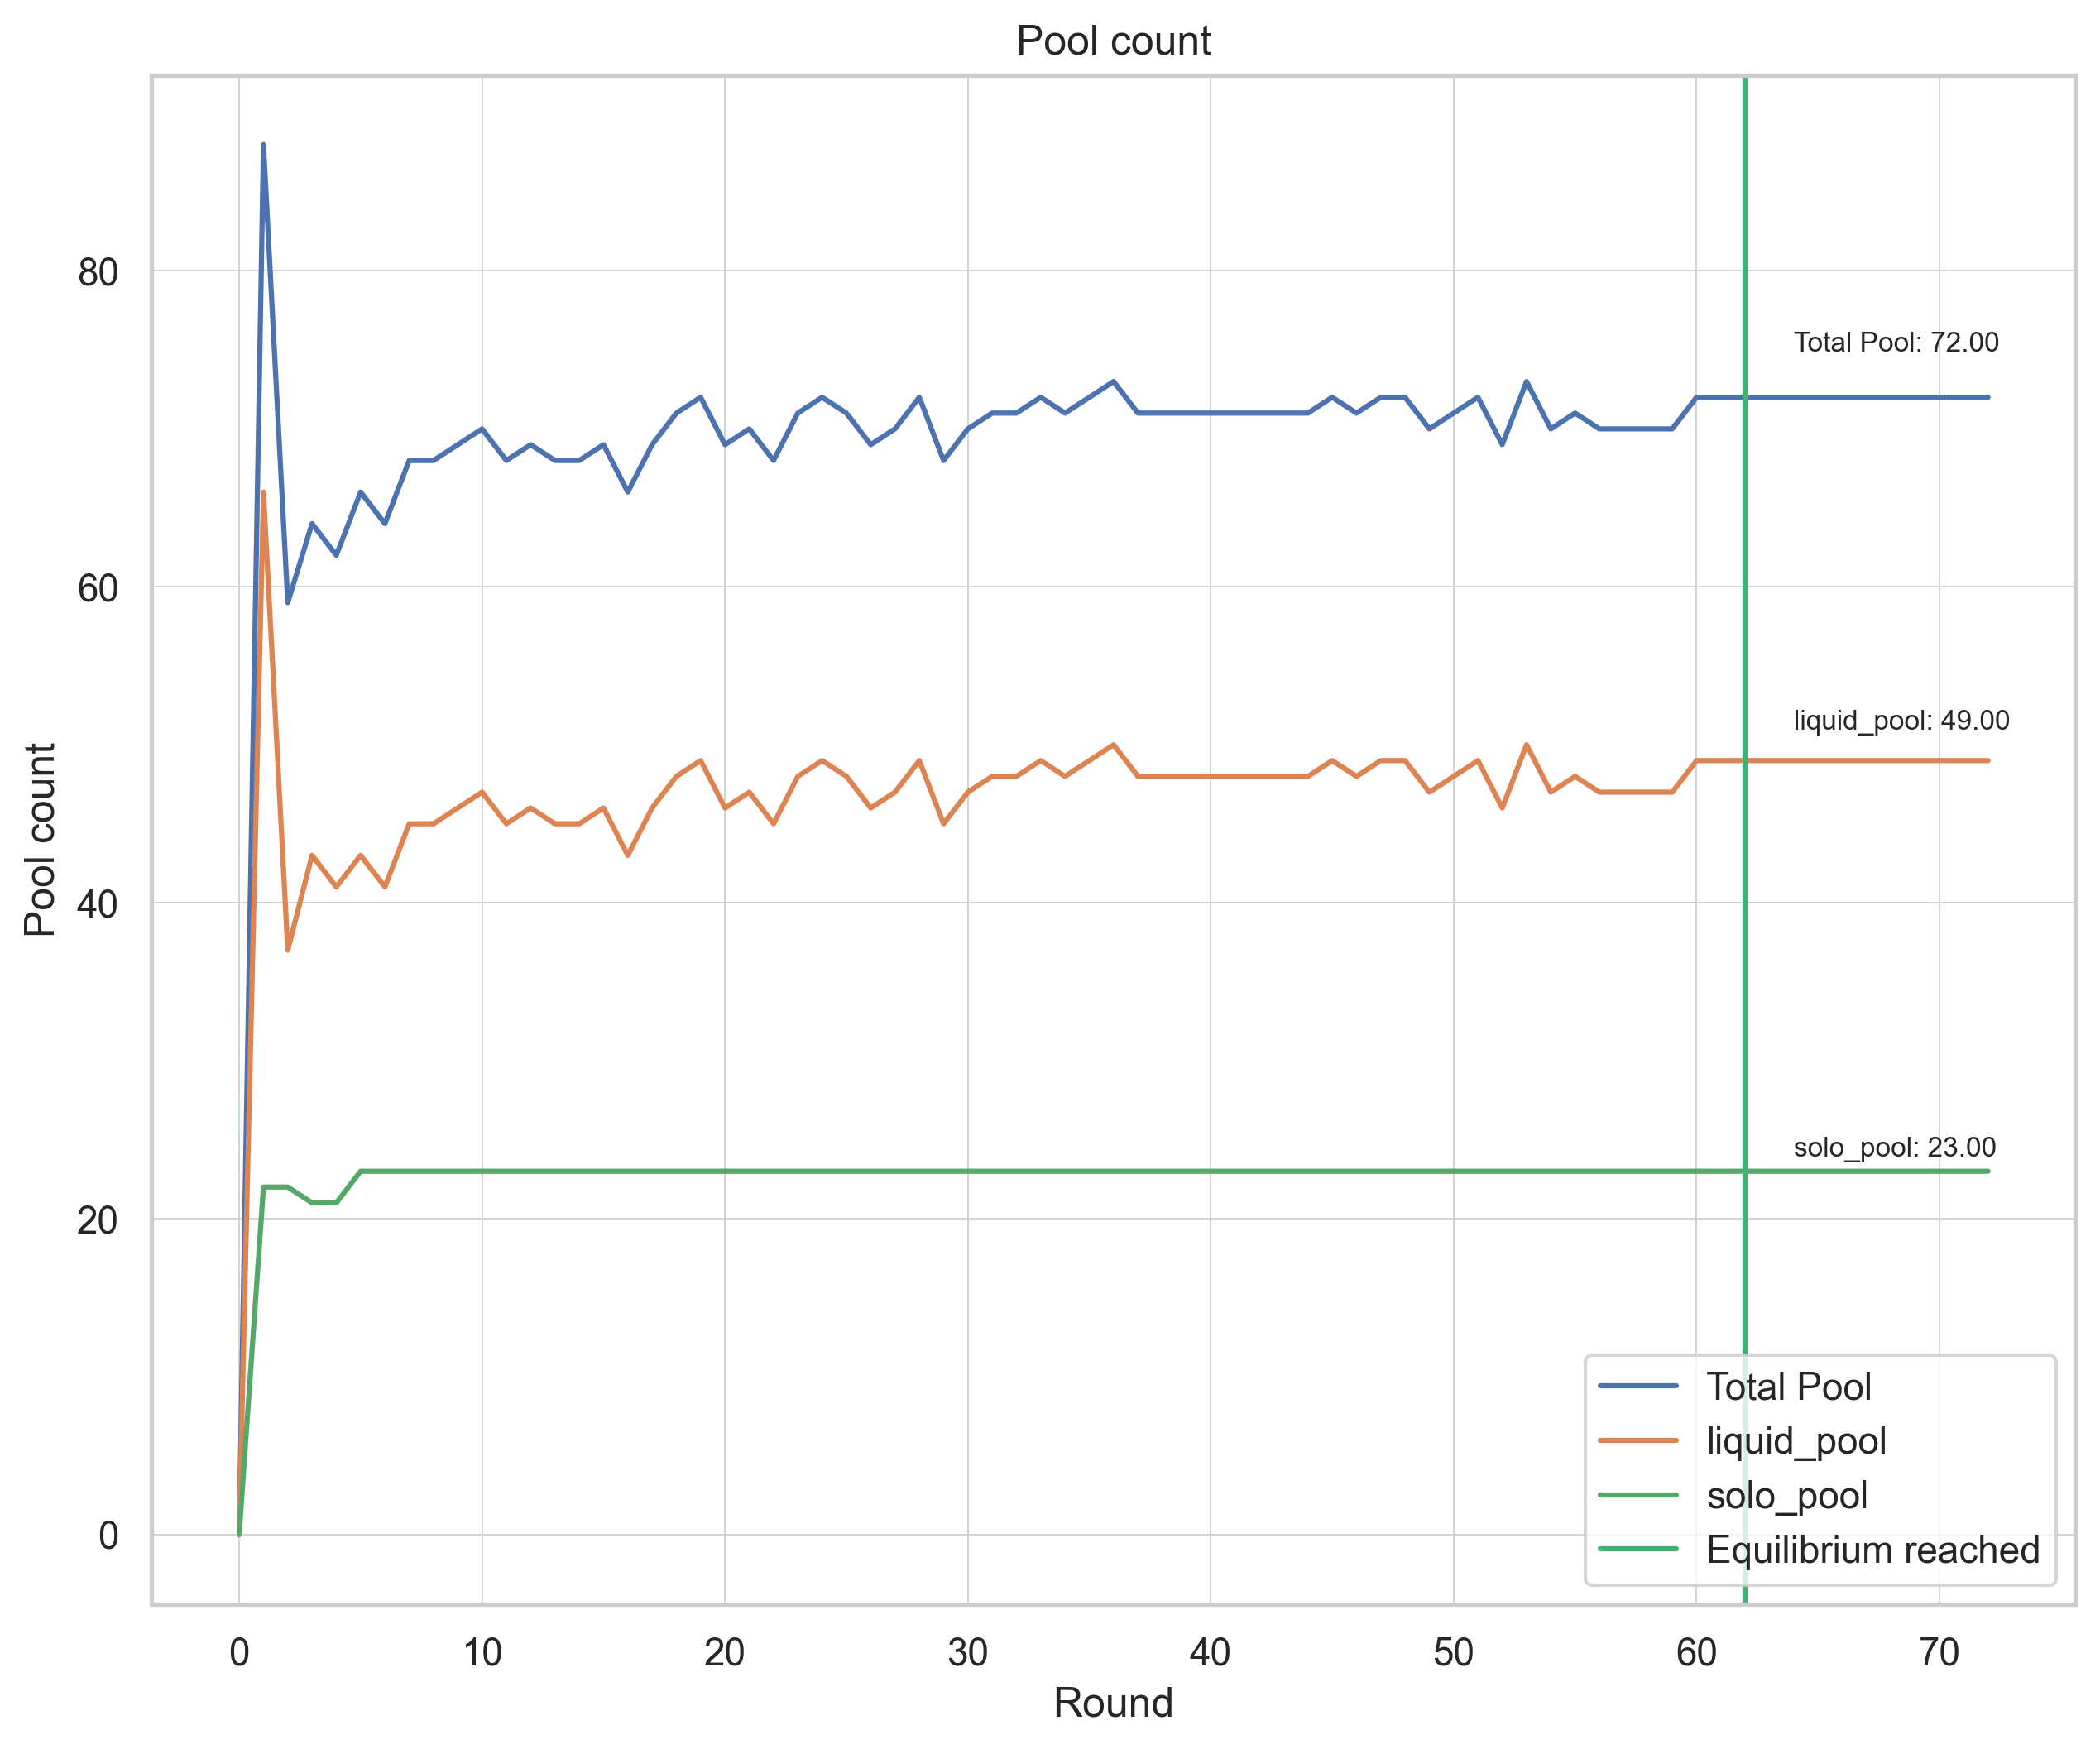 Pool count
80
60
40
20
0
Pool count
Total Pool: 72.00
liquid_pool: 49.00
solo_pool: 23.00
Total Pool
liquid_pool
solo_pool
Equilibrium reached
0 10 20 30 40 50 60 70
Round